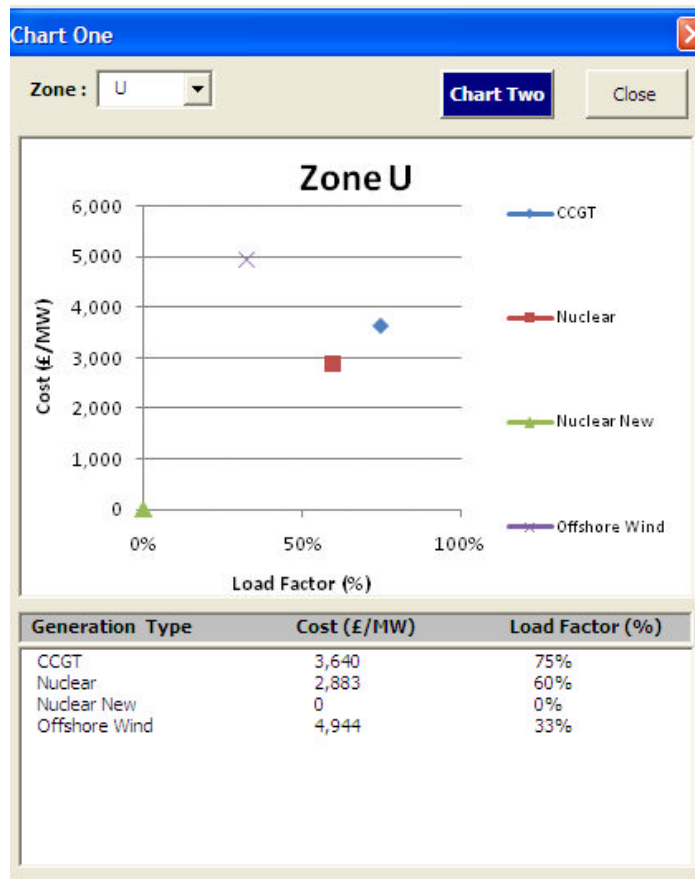 Chart One
Zone : U
Chart Two
Close
Zone U
6,000
5,000
4,000
3,000
2,000
1,000
0
Cost (£/MW)
0% 50% 100%
Load Factor (%)
CCGT
Nuclear
Nuclear New
Offshore Wind
Generation Type Cost (£/MW) Load Factor (%)
CCGT 3,640 75%
Nuclear 2,883 60%
Nuclear New 0 0%
Offshore Wind 4,944 33%